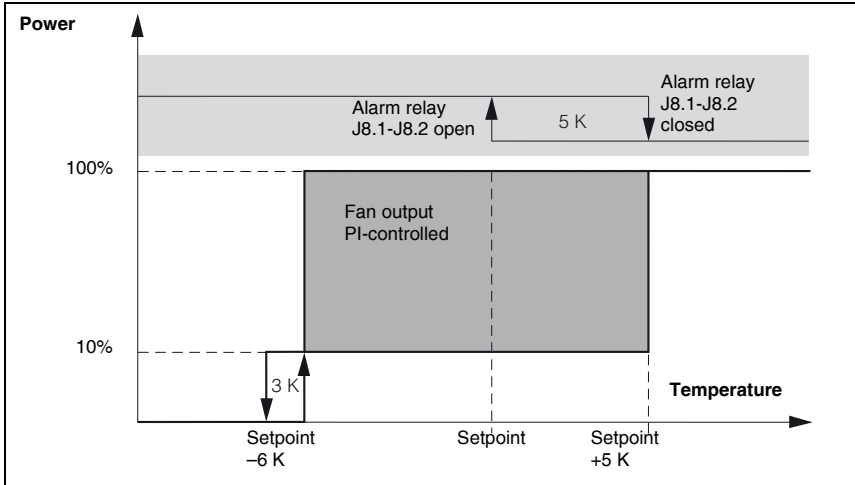 Power
Alarm relay
J8.1-J8.2 open
5 K
Alarm relay
J8.1-J8.2
closed
100%
Fan output
PI-controlled
10%
3 K
Temperature
Setpoint
–6 K
Setpoint
Setpoint
+5 K